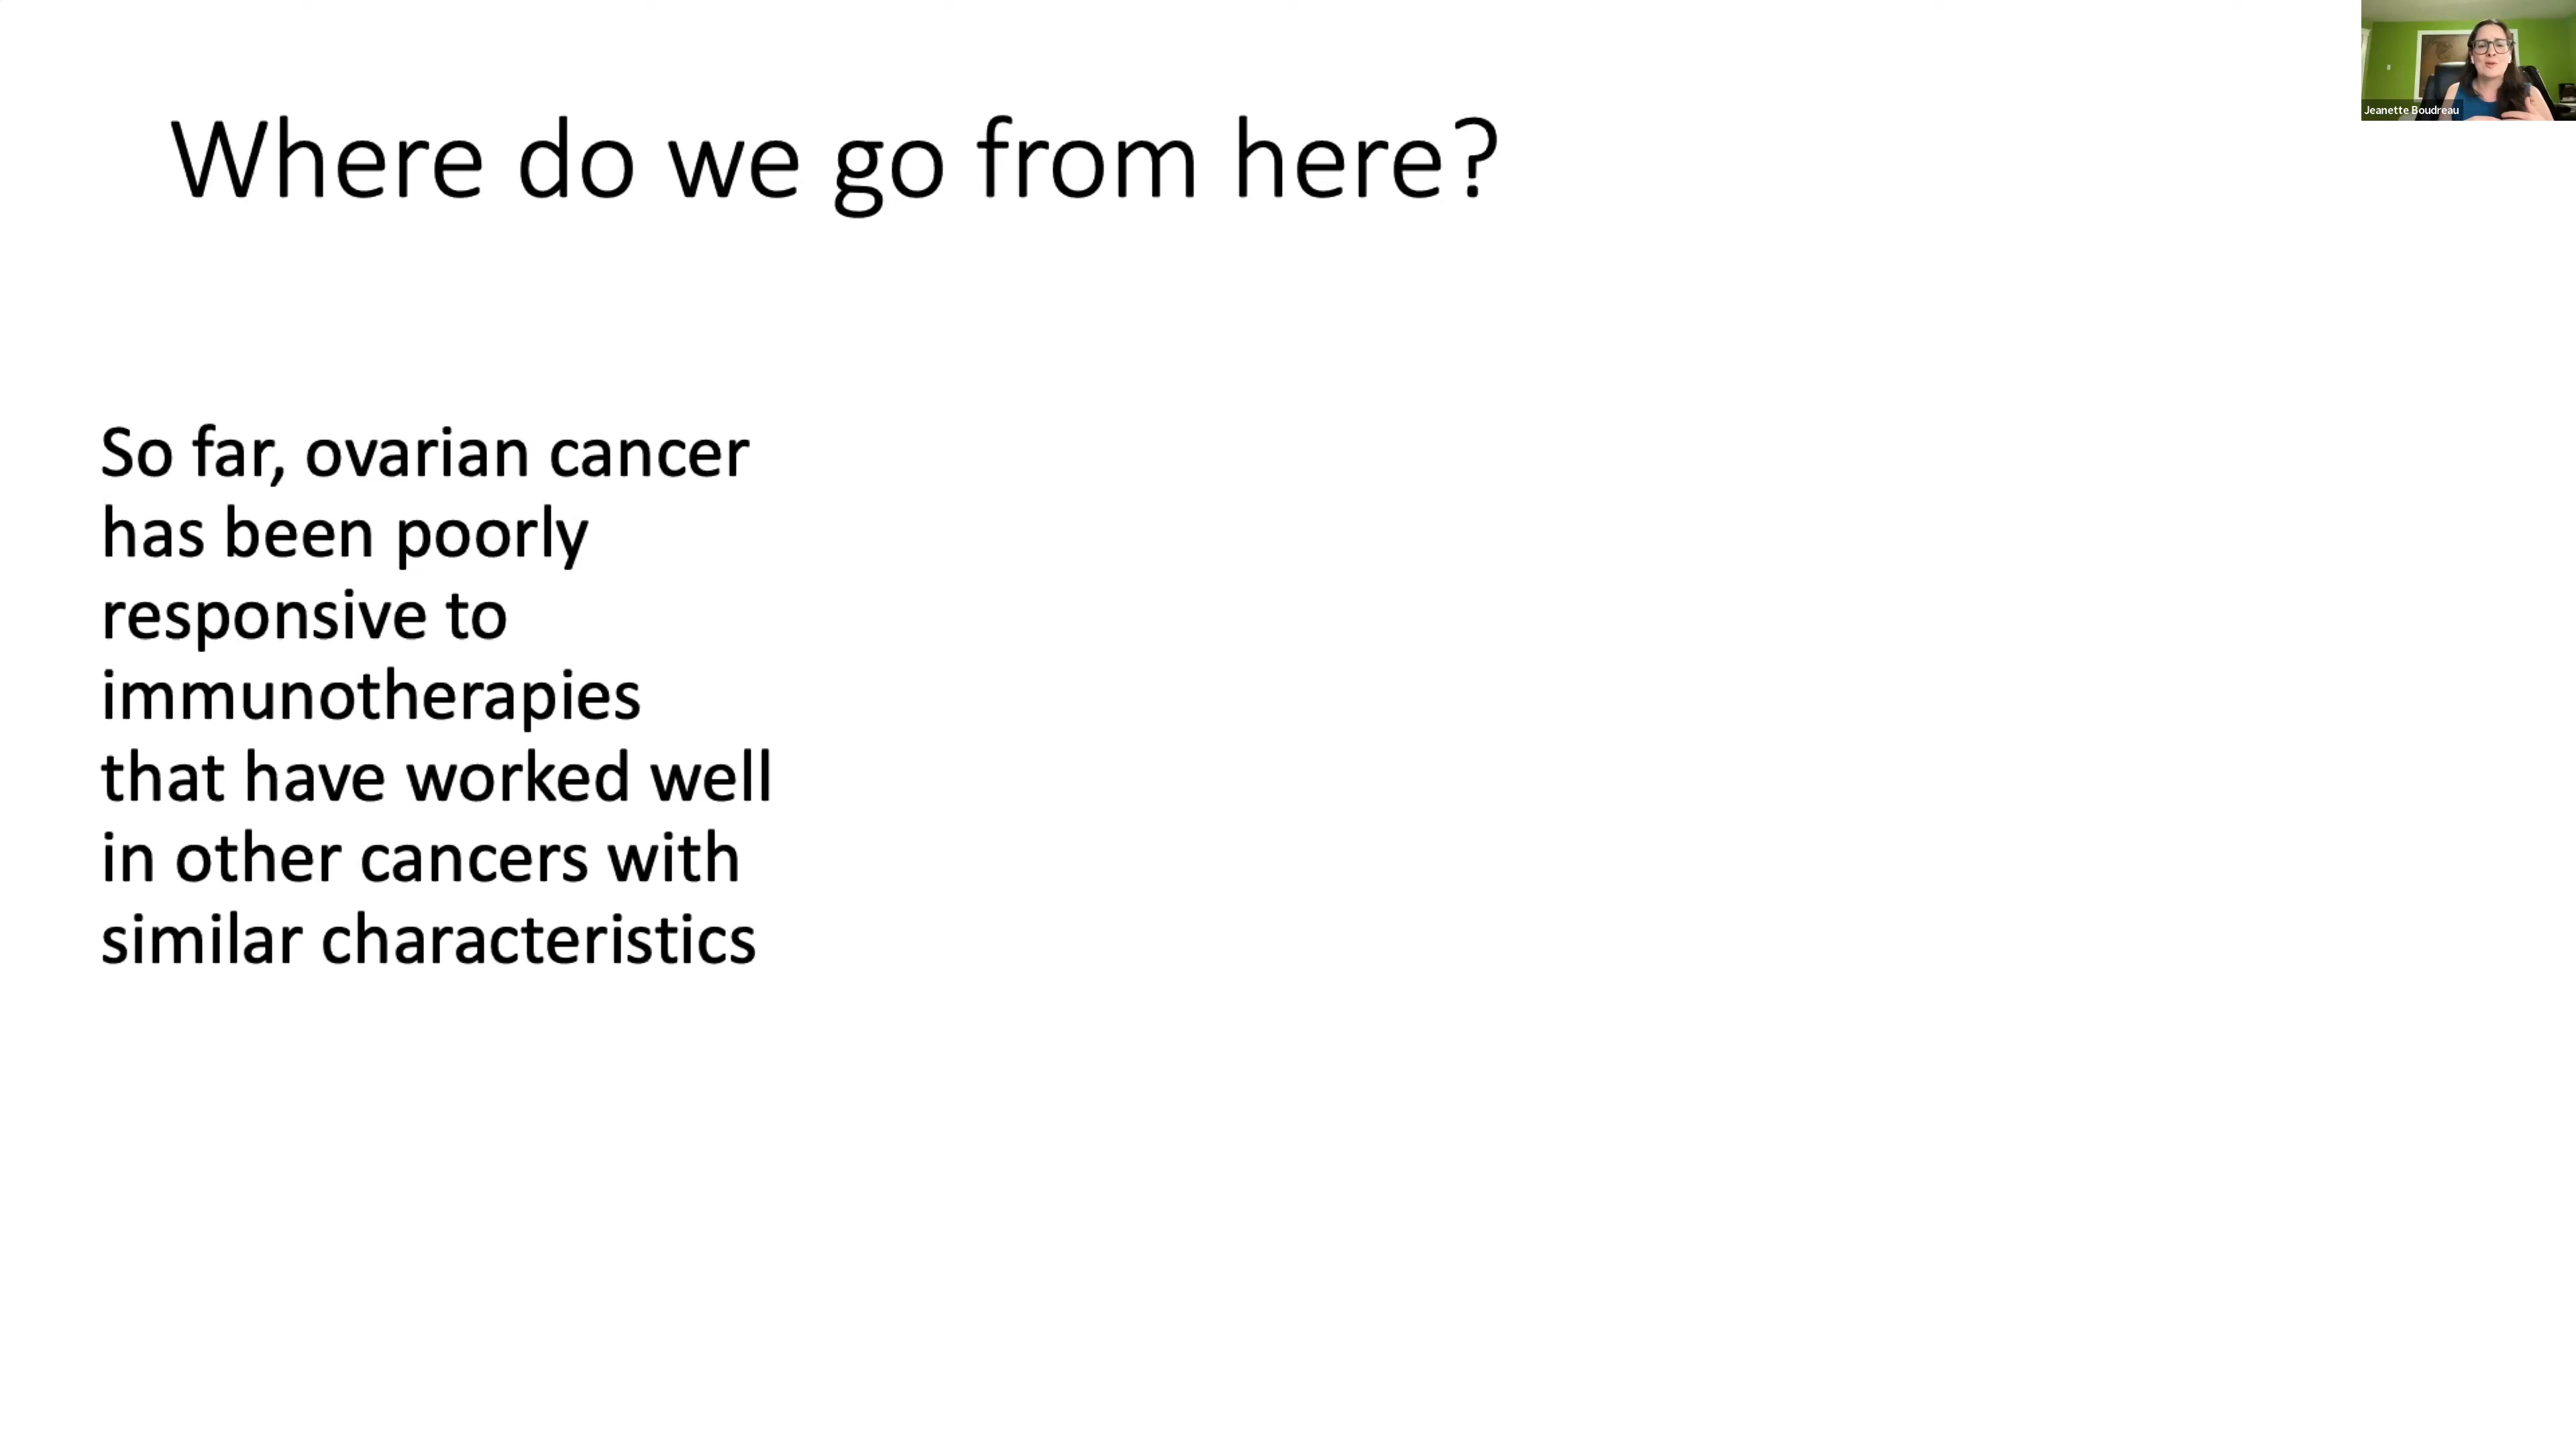 Where do we go from here?
Jeanette Boudreau
So far, ovarian cancer
has been poorly
responsive to
immunotherapies
that have worked well
in other cancers with
similar characteristics